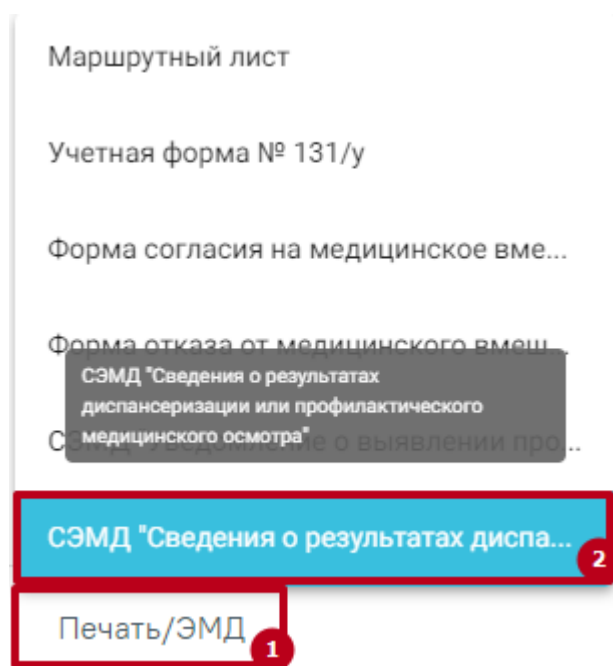 Маршрутный лист
Учетная форма № 131/у
Форма согласия на медицинское вме...
Форма отказа от медицинского вмеш...
СЭМД "Сведения о результатах
диспансеризации или профилактического
медицинского осмотра"
СЭМД "Уведомление о выявлении про...
СЭМД "Сведения о результатах диспа...
2
Печать/ЭМД
1